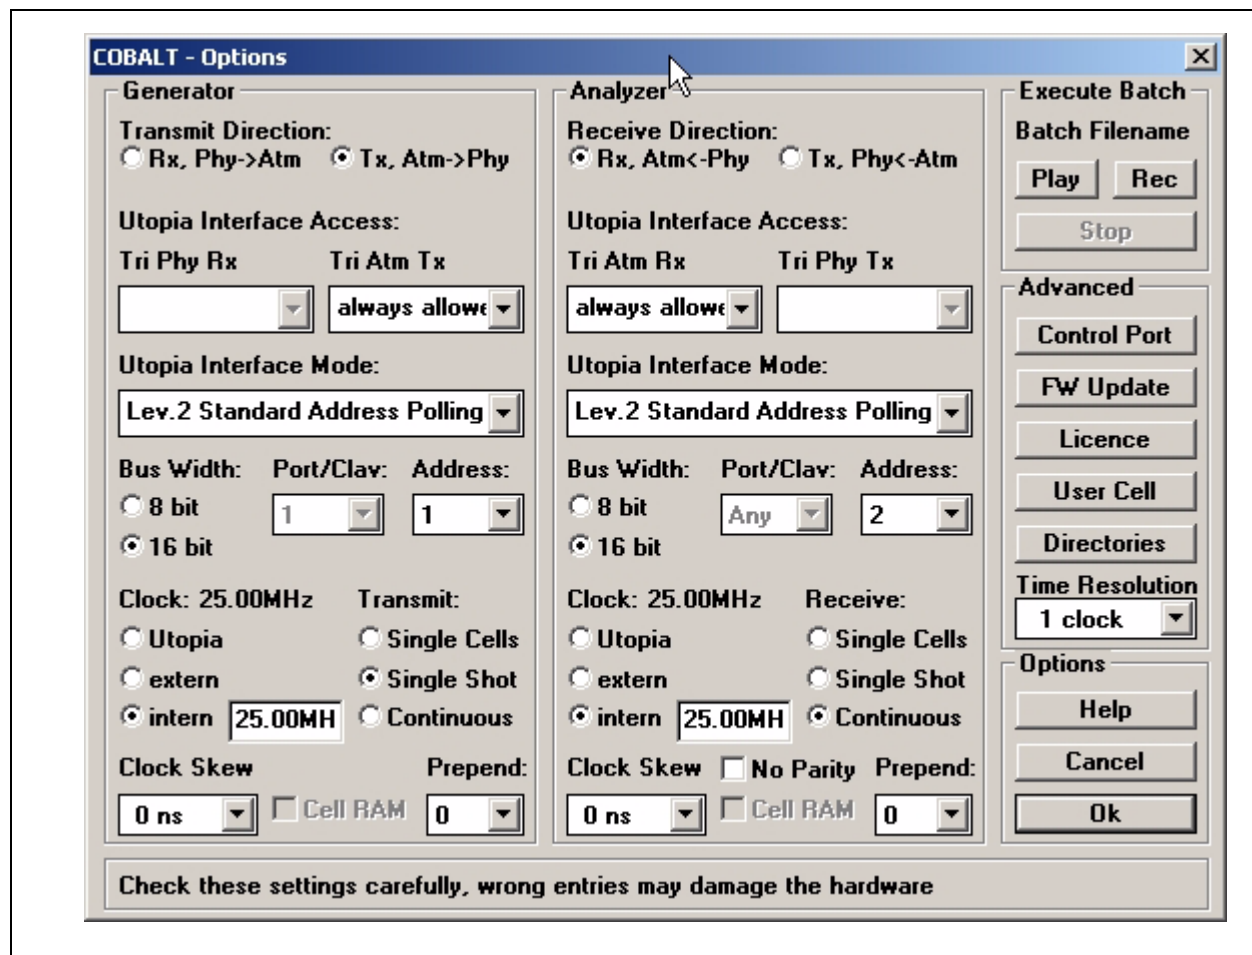 COBALT - Options
Generator
Transmit Direction:
Rx, Phy->Atm Tx, Atm->Phy
Utopia Interface Access:
Tri Phy Rx Tri Atm Tx
always allowe
Utopia Interface Mode:
Lev.2 Standard Address Polling
Bus Width: Port/Clav: Address:
8 bit
1 1
16 bit
Clock: 25.00MHz Transmit:
Utopia Single Cells
extern Single Shot
intern 25.00MH Continuous
Clock Skew Prepend:
0 ns Cell RAM 0
Analyzer
Receive Direction:
Rx, Atm<-Phy Tx, Phy<-Atm
Utopia Interface Access:
Tri Atm Rx Tri Phy Tx
always allowe
Utopia Interface Mode:
Lev.2 Standard Address Polling
Bus Width: Port/Clav: Address:
8 bit
Any 2
16 bit
Clock: 25.00MHz Receive:
Utopia Single Cells
extern Single Shot
intern 25.00MH Continuous
Clock Skew No Parity Prepend:
0 ns Cell RAM 0
Execute Batch
Batch Filename
Play Rec
Stop
Advanced
Control Port
FW Update
Licence
User Cell
Directories
Time Resolution
1 clock
Options
Help
Cancel
Ok
Check these settings carefully, wrong entries may damage the hardware